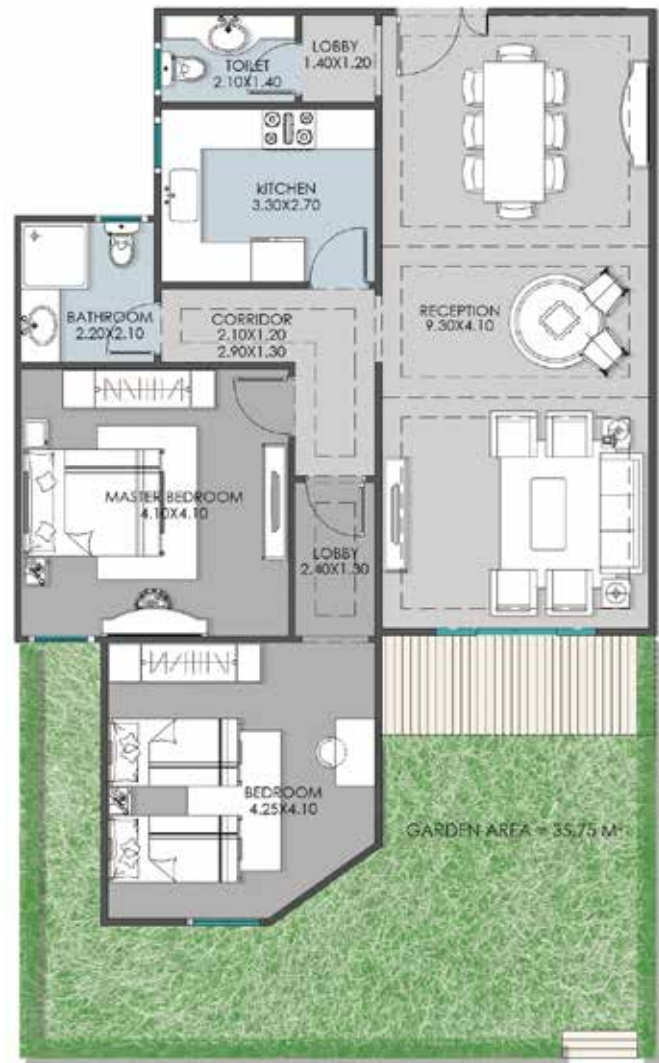 LOBBY
1.40X1.20
TOILET
2.10X1.40
kITCHEN
3.30X2.70
BATHROOM
2.20X2.10
CORRIDOR
2.10X1.20
2.90X1.30
RECEPTION
9.30X4.10
MASTER BEDROOM
4.10X4.10
LOBBY
2.40X1.30
BEDROOM
4.25X4.10
GARDEN AREA = 35.75 M²